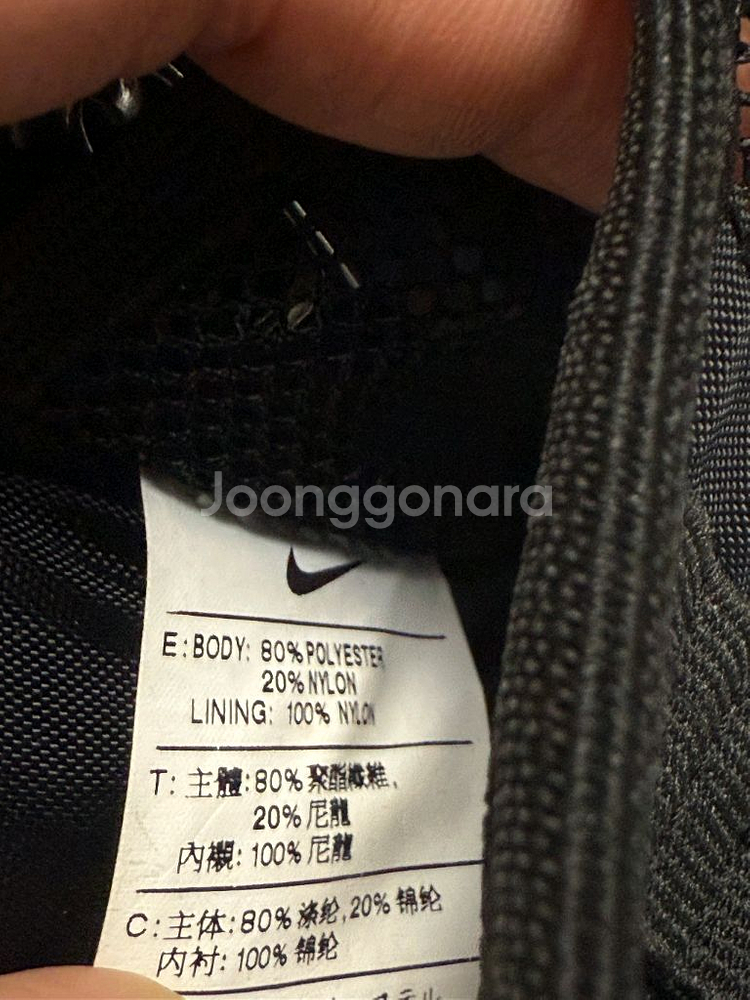 Joonggonara
E: BODY: 80% POLYESTER
20% NYLON
LINING: 100% NYLON
T: 主體: 80% 聚酯纖維,
20% 尼龍
內襯: 100% 尼龍
C: 主体: 80% 涤纶, 20% 锦纶
内衬: 100% 锦纶